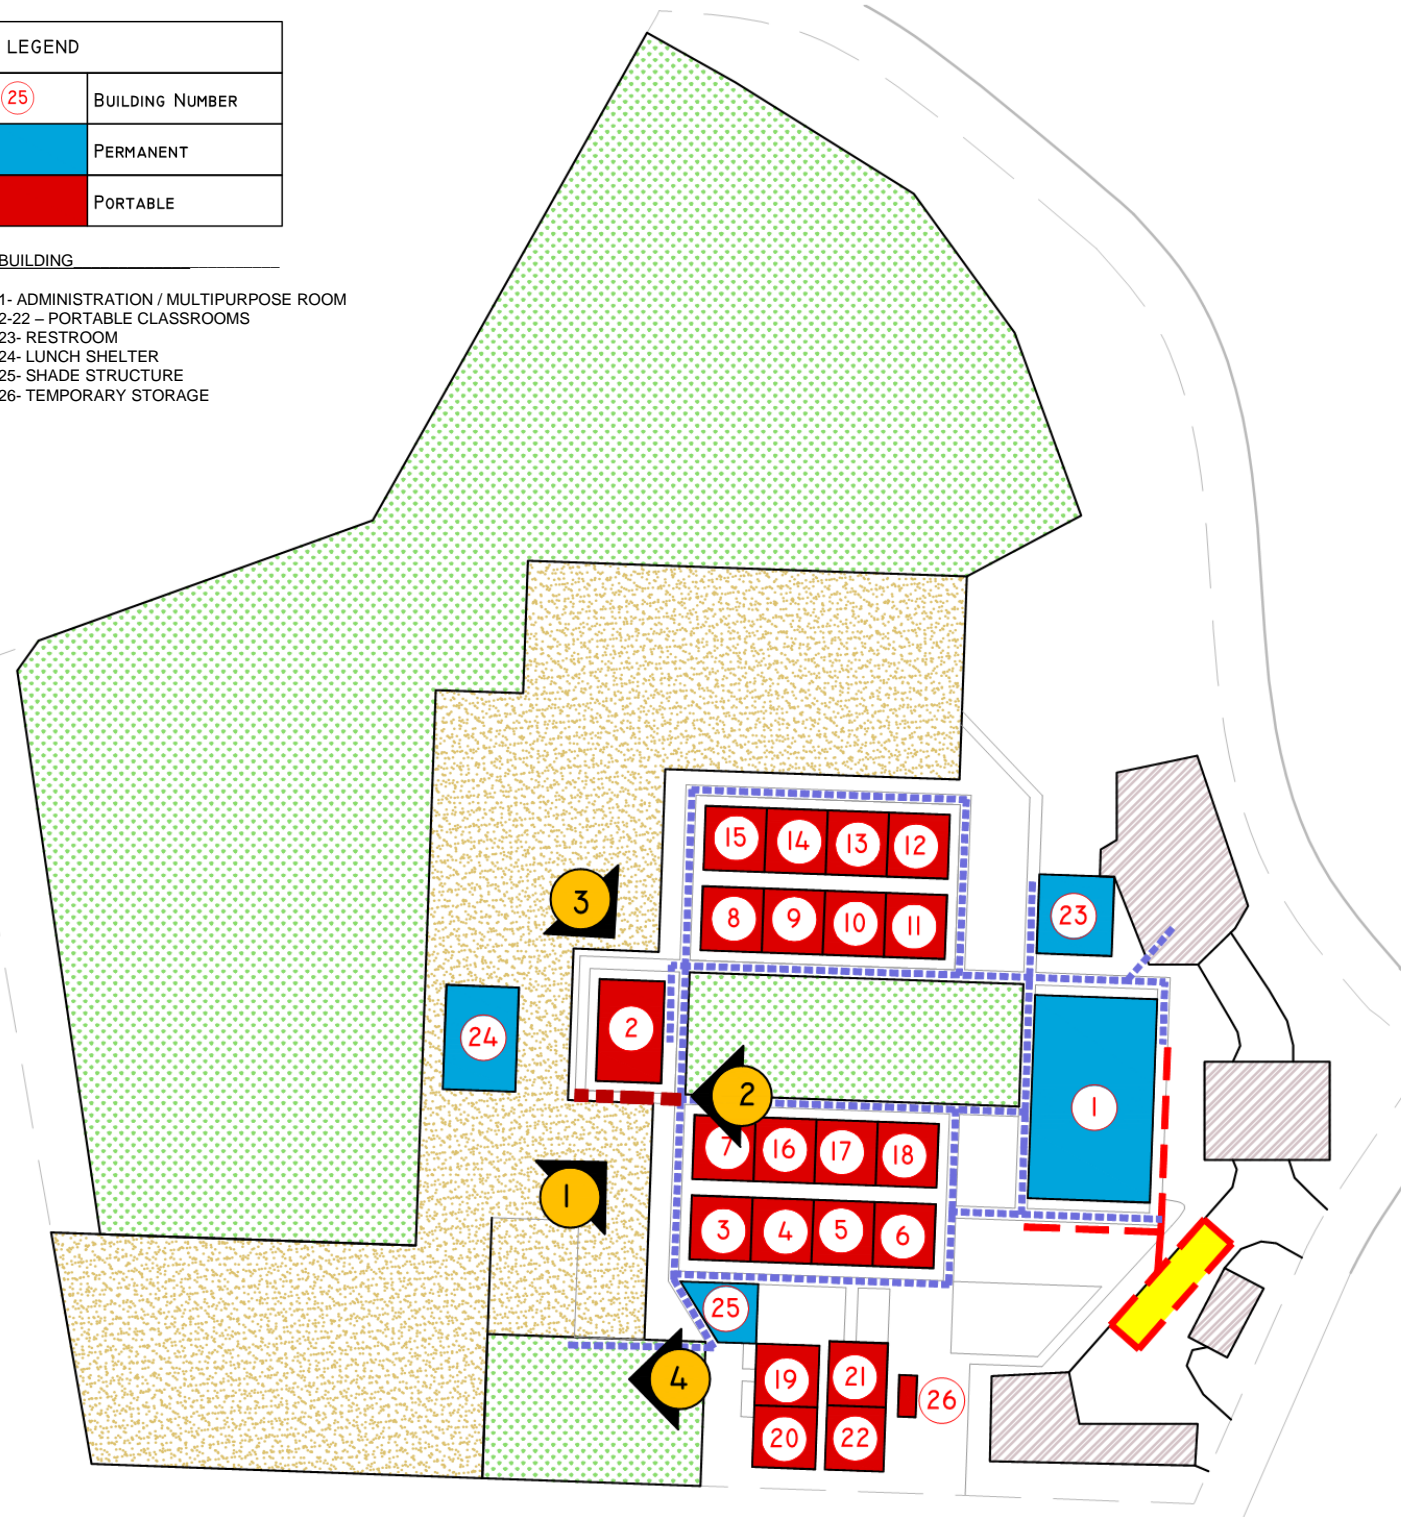 LEGEND
25 BUILDING NUMBER
PERMANENT
PORTABLE
BUILDING
1- ADMINISTRATION / MULTIPURPOSE ROOM
2-22 – PORTABLE CLASSROOMS
23- RESTROOM
24- LUNCH SHELTER
25- SHADE STRUCTURE
26- TEMPORARY STORAGE
15 14 13 12
3
8 9 10 11
23
2
24
2
1
7 16 17 18
1
3 4 5 6
25
4
19 21
26
20 22